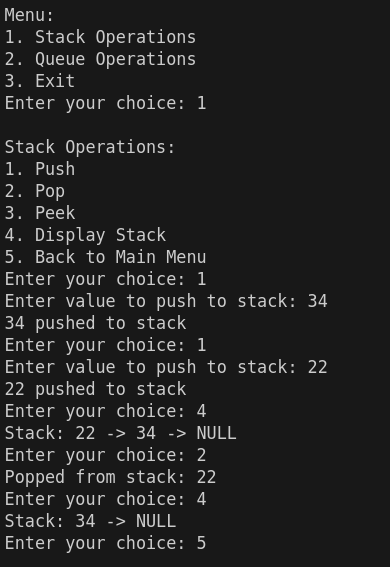 Menu:
1. Stack Operations
2. Queue Operations
3. Exit
Enter your choice: 1

Stack Operations:
1. Push
2. Pop
3. Peek
4. Display Stack
5. Back to Main Menu
Enter your choice: 1
Enter value to push to stack: 34
34 pushed to stack
Enter your choice: 1
Enter value to push to stack: 22
22 pushed to stack
Enter your choice: 4
Stack: 22 -> 34 -> NULL
Enter your choice: 2
Popped from stack: 22
Enter your choice: 4
Stack: 34 -> NULL
Enter your choice: 5